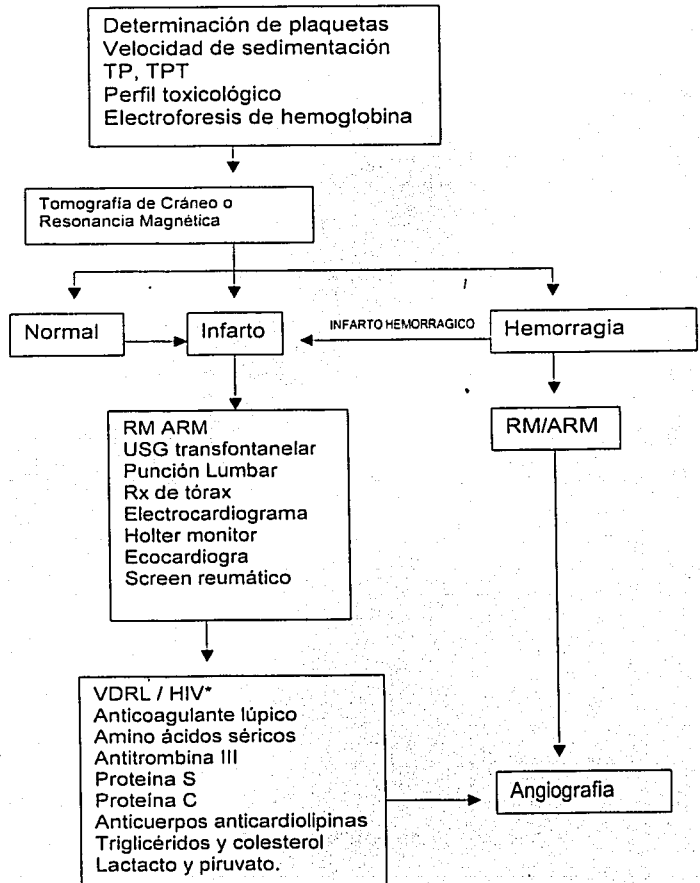 Determinación de plaquetas
Velocidad de sedimentación
TP, TPT
Perfil toxicológico
Electroforesis de hemoglobina
Tomografía de Cráneo o
Resonancia Magnética
Normal
Infarto
INFARTO HEMORRAGICO
Hemorragia
RM ARM
USG transfontanelar
Punción Lumbar
Rx de tórax
Electrocardiograma
Holter monitor
Ecocardiogra
Screen reumático
RM/ARM
VDRL / HIV*
Anticoagulante lúpico
Amino ácidos séricos
Antitrombina III
Proteína S
Proteína C
Anticuerpos anticardiolipinas
Triglicéridos y colesterol
Lactacto y piruvato.
Angiografia